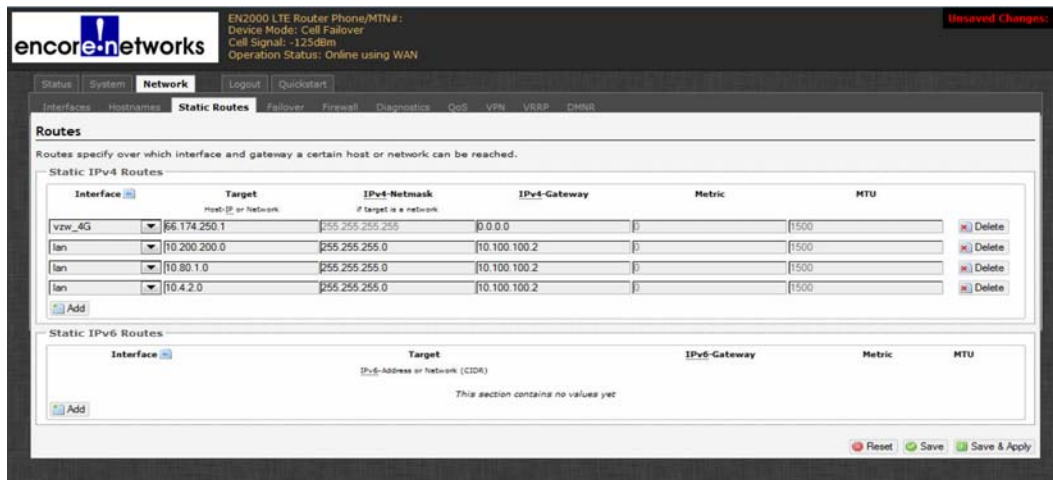 encore!networks
EN2000 LTE Router Phone/MTN#:
Device Mode: Cell Failover
Cell Signal: -125dBm
Operation Status: Online using WAN
Unsaved Changes:
Status System Network Logout Quickstart
Interfaces Hostnames Static Routes Failover Firewall Diagnostics QoS VPN VRRP DMNR
Routes
Routes specify over which interface and gateway a certain host or network can be reached.
Static IPv4 Routes
Interface Target IPv4-Netmask IPv4-Gateway Metric MTU
Host-IP or Network if target is a network
vzw_4G 66.174.250.1 255.255.255.255 0.0.0.0 0 1500 Delete
lan 10.200.200.0 255.255.255.0 10.100.100.2 0 1500 Delete
lan 10.80.1.0 255.255.255.0 10.100.100.2 0 1500 Delete
lan 10.4.2.0 255.255.255.0 10.100.100.2 0 1500 Delete
Add
Static IPv6 Routes
Interface Target IPv6-Gateway Metric MTU
IPv6-Address or Network (CIDR)
This section contains no values yet
Add
Reset Save Save & Apply